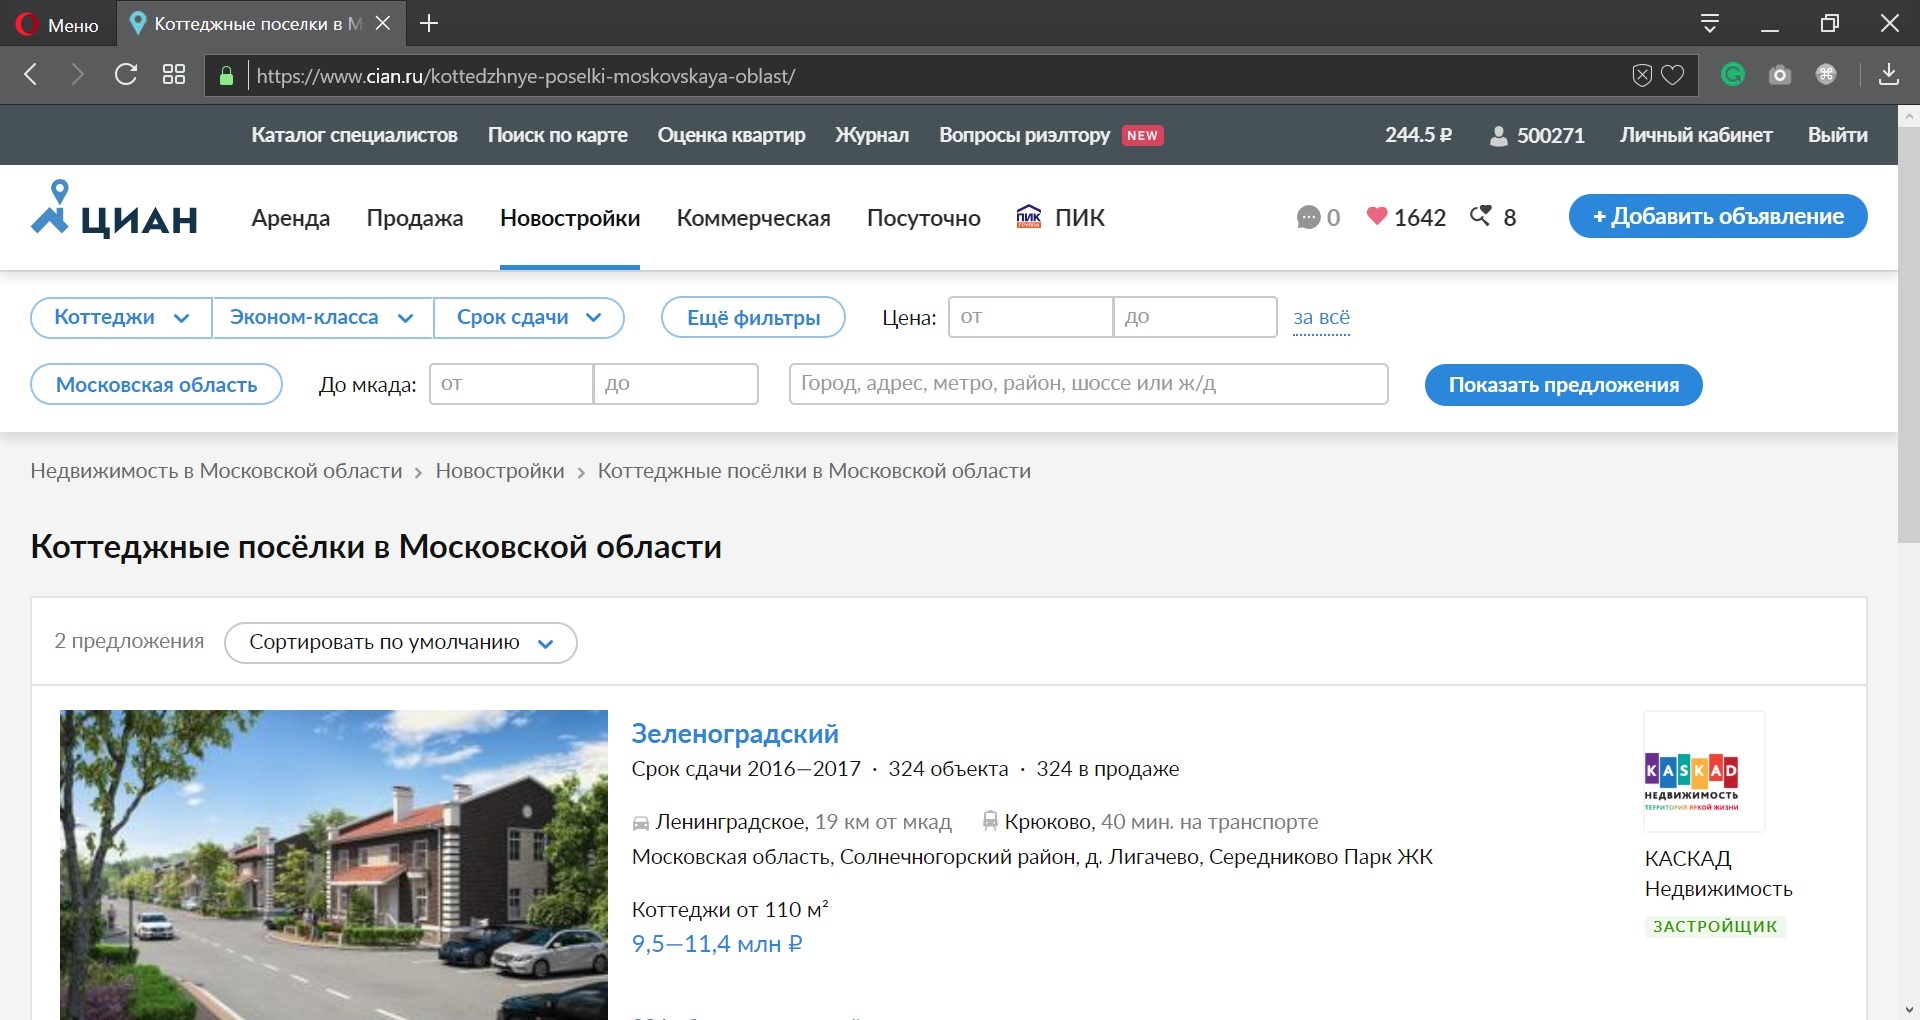 Меню
Коттеджные поселки в М
https://www.cian.ru/kottedzhnye-poselki-moskovskaya-oblast/
Каталог специалистов Поиск по карте Оценка квартир Журнал Вопросы риэлтору NEW 244.5 ₽ 500271 Личный кабинет Выйти
ЦИАН Аренда Продажа Новостройки Коммерческая Посуточно ПИК 0 1642 8 + Добавить объявление
Коттеджи Эконом-класса Срок сдачи Ещё фильтры Цена: от до за всё
Московская область До мкада: от до Город, адрес, метро, район, шоссе или ж/д Показать предложения
Недвижимость в Московской области › Новостройки › Коттеджные посёлки в Московской области
Коттеджные посёлки в Московской области
2 предложения Сортировать по умолчанию
Зеленоградский
Срок сдачи 2016—2017 · 324 объекта · 324 в продаже
Ленинградское, 19 км от мкад Крюково, 40 мин. на транспорте
Московская область, Солнечногорский район, д. Лигачево, Середниково Парк ЖК
Коттеджи от 110 м²
9,5—11,4 млн ₽
KASKAD
НЕДВИЖИМОСТЬ
ТЕРРИТОРИЯ ЯРКОЙ ЖИЗНИ
КАСКАД
Недвижимость
ЗАСТРОЙЩИК